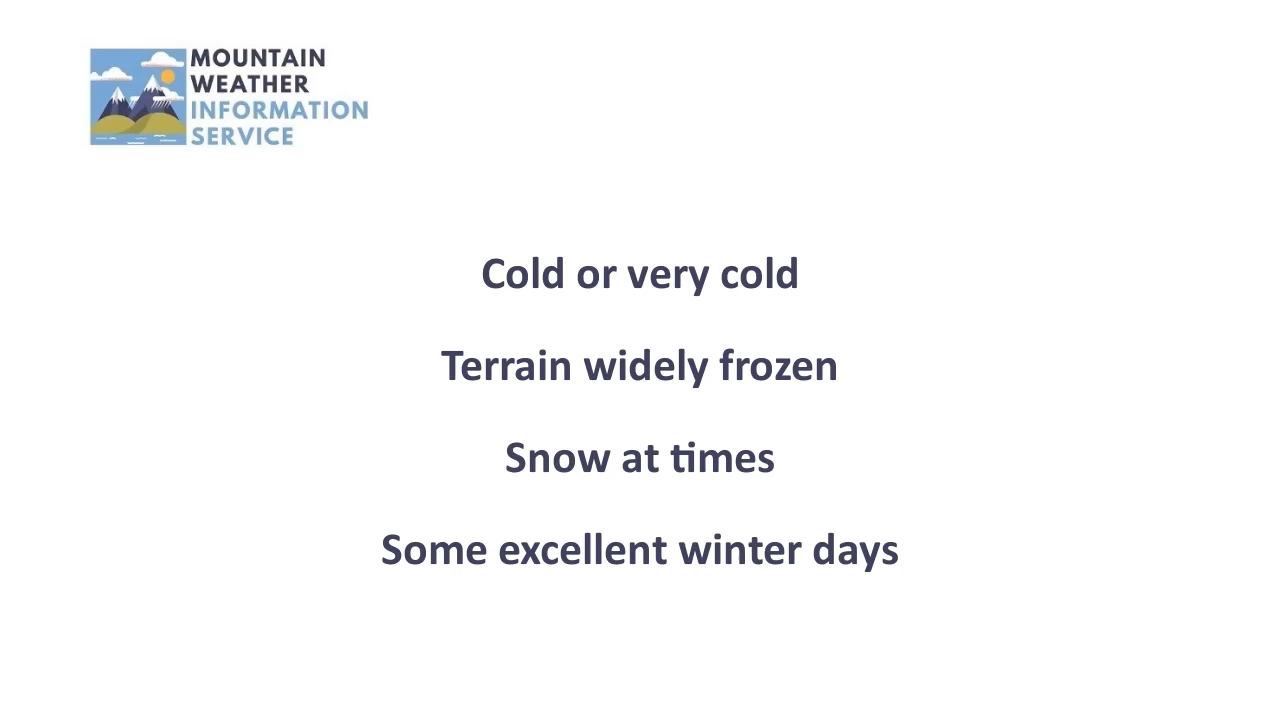 MOUNTAIN
WEATHER
INFORMATION
SERVICE
Cold or very cold
Terrain widely frozen
Snow at times
Some excellent winter days